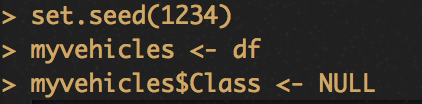 > set.seed(1234)
> myvehicles <- df
> myvehicles$Class <- NULL